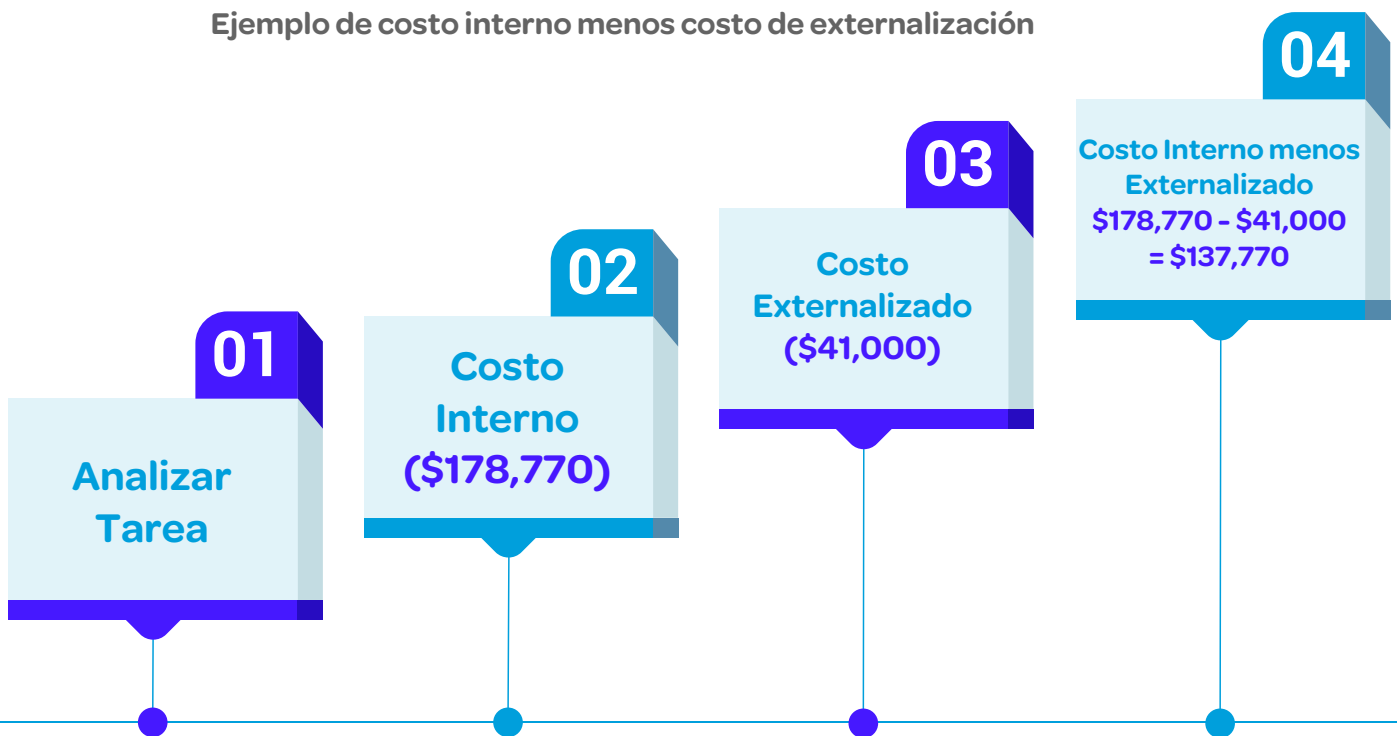 Ejemplo de costo interno menos costo de externalización
01
Analizar
Tarea
02
Costo
Interno
($178,770)
03
Costo
Externalizado
($41,000)
04
Costo Interno menos
Externalizado
$178,770 - $41,000
= $137,770